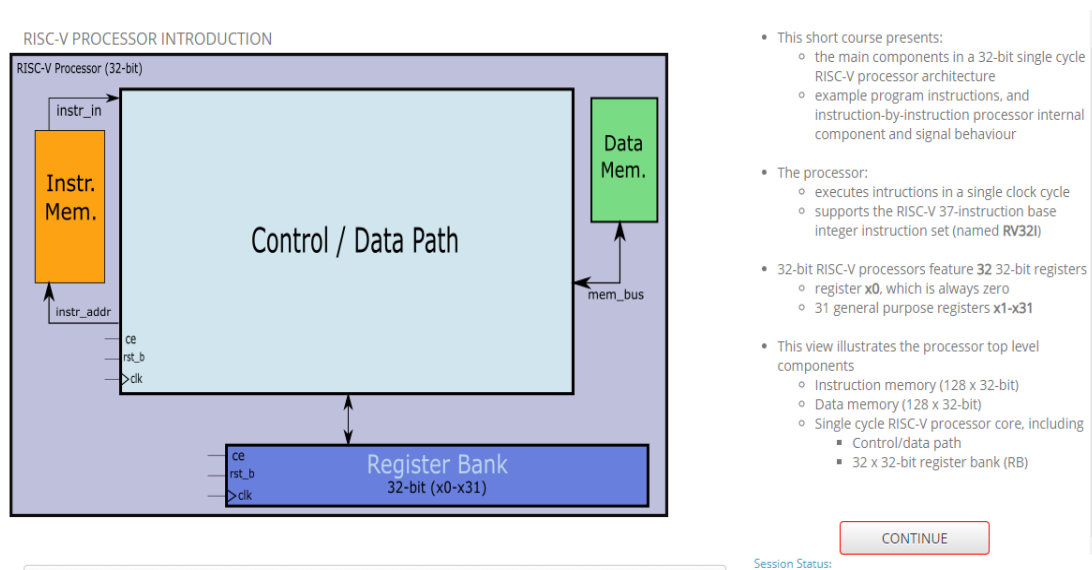 RISC-V PROCESSOR INTRODUCTION
RISC-V Processor (32-bit)
instr_in
Instr.
Mem.
instr_addr
Control / Data Path
Data
Mem.
mem_bus
ce
rst_b
clk
ce
rst_b
clk
Register Bank
32-bit (x0-x31)
This short course presents:
the main components in a 32-bit single cycle
RISC-V processor architecture
example program instructions, and
instruction-by-instruction processor internal
component and signal behaviour
The processor:
executes intructions in a single clock cycle
supports the RISC-V 37-instruction base
integer instruction set (named RV32I)
32-bit RISC-V processors feature 32 32-bit registers
register x0, which is always zero
31 general purpose registers x1-x31
This view illustrates the processor top level
components
Instruction memory (128 x 32-bit)
Data memory (128 x 32-bit)
Single cycle RISC-V processor core, including
Control/data path
32 x 32-bit register bank (RB)
CONTINUE
Session Status: